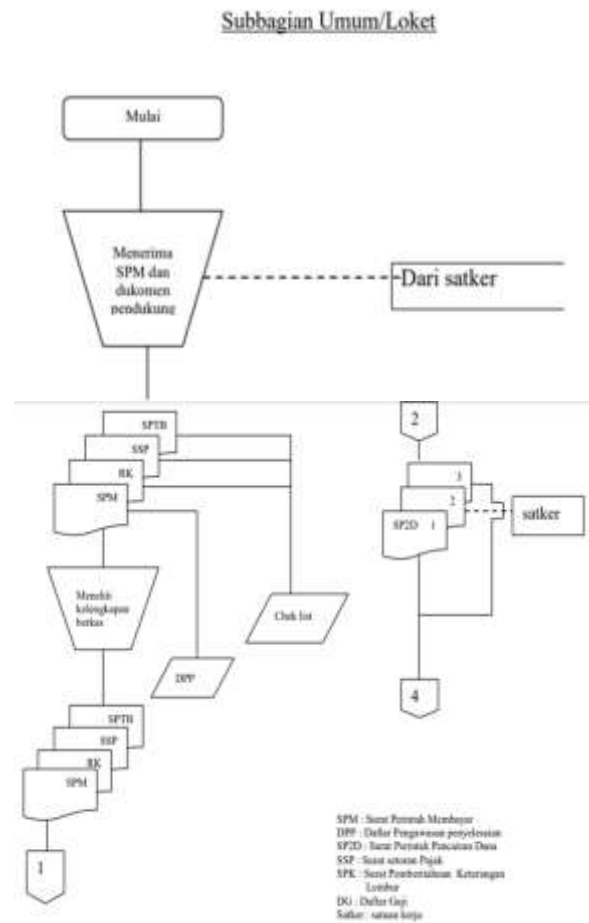 Subbagian Umum/Loket
Mulai
Menerima
SPM dan
dukomen
pendukung
Dari satker
SPTB
SSP
RK
SPM
Meneliti
kelengkapan
berkas
Chek list
DPP
SPTB
SSP
RK
SPM
1
2
3
2
SP2D 1
satker
4
SPM : Surat Perintah Membayar
DPP : Daftar Pengawasan penyelesaian
SP2D : Surat Perintah Pencairan Dana
SSP : Surat setoran Pajak
SPK : Surat Pemberitahuan Keterangan
Lembur
DG : Daftar Gaji
Satker : satuan kerja